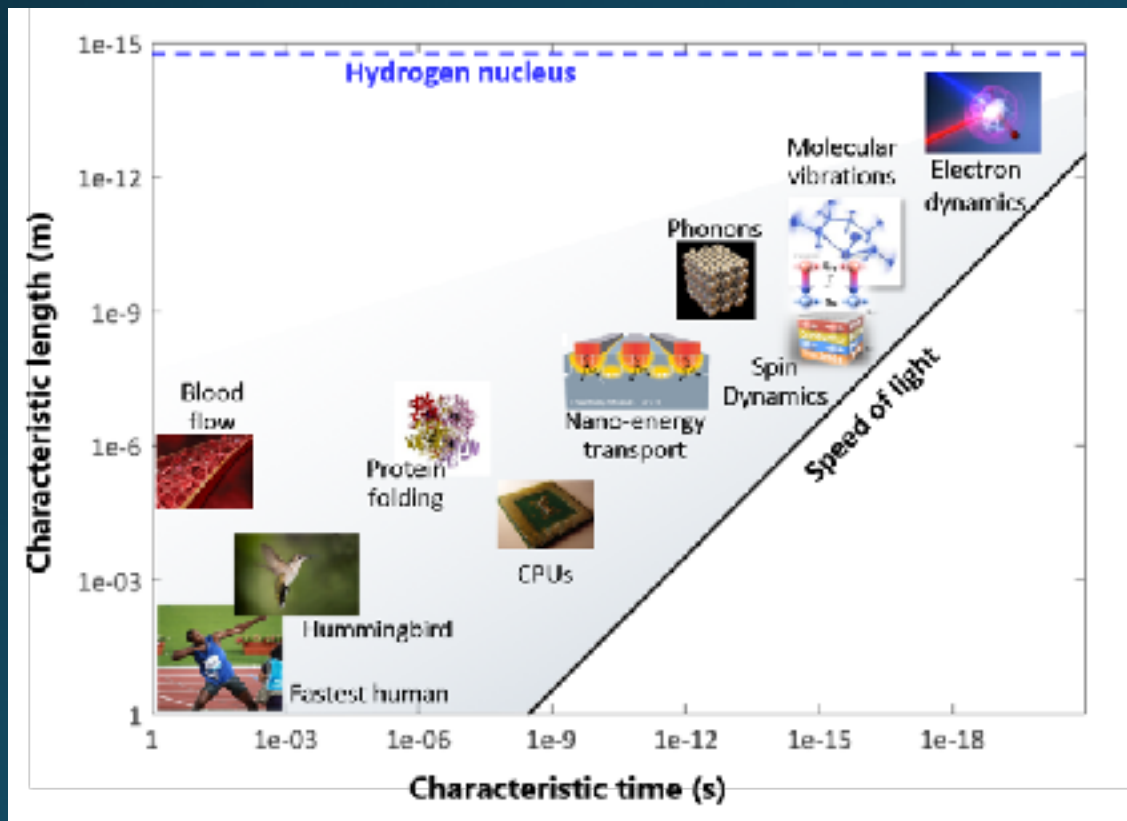 1e-15
Hydrogen nucleus
Molecular
vibrations
Electron
dynamics
1e-12
Phonons
1e-9
Spin
Dynamics
Speed of light
Blood
flow
Nano-energy
transport
1e-6
Protein
folding
CPUs
1e-03
Hummingbird
Fastest human
1
1
1e-03
1e-06
1e-9
1e-12
1e-15
1e-18
Characteristic length (m)
Characteristic time (s)